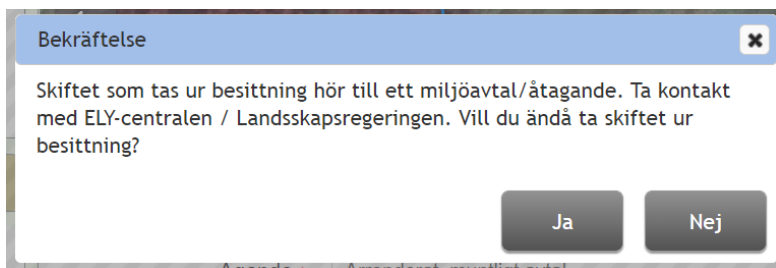 Bekräftelse
Skiftet som tas ur besittning hör till ett miljöavtal/åtagande. Ta kontakt
med ELY-centralen / Landsskapsregeringen. Vill du ändå ta skiftet ur
besittning?
Ja Nej